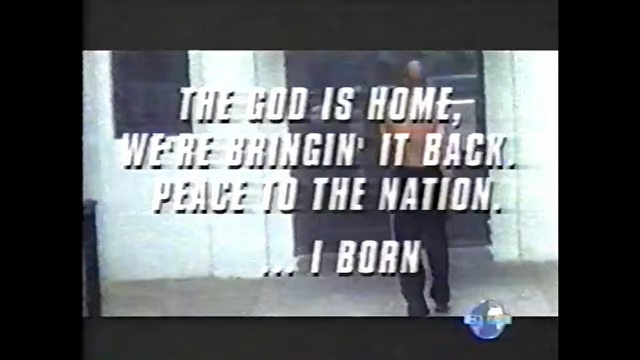 THE GOD IS HOME,
WE'RE BRINGIN' IT BACK.
PEACE TO THE NATION.
... I BORN